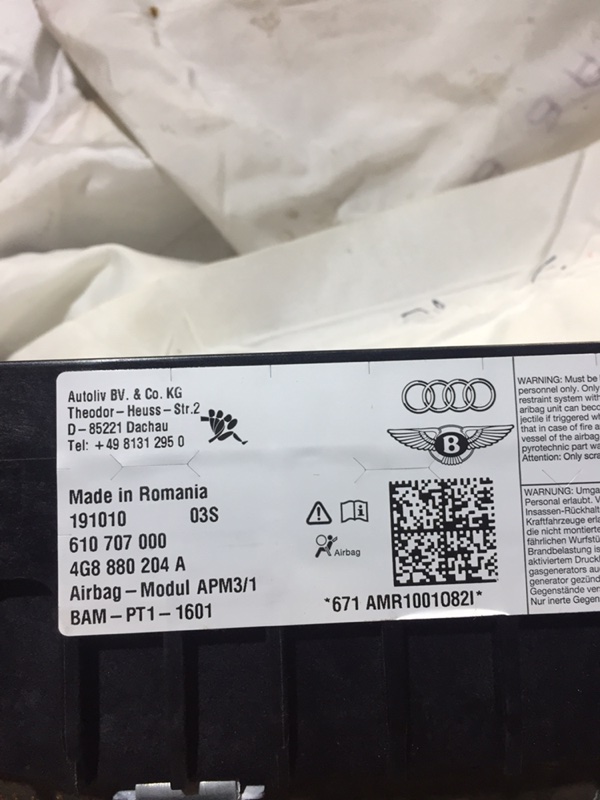 Autoliv BV. & Co. KG
Theodor-Heuss-Str.2
D-85221 Dachau
Tel: +49 8131 295 0
B
Made in Romania
191010 03S
610 707 000
4G8 880 204 A
Airbag-Modul APM3/1
BAM-PT1-1601
Airbag
*671 AMR1001082I*
WARNING: Must be
personnel only. Only
restraint system with
aribag unit can beco
jectile if triggered w
that in case of fire a
vessel of the airbag
pyrotechnic part wa
Attention: Only scra
WARNUNG: Umga
Personal erlaubt. V
Insassen-Rückhalt
Kraftfahrzeuge erla
die nicht montierte
fährlichen Wurfstü
Brandbelastung is
aktiviertem Druck
gasgenerators au
generator gezünd
Gegenstände ver
Nur inerte Gegen